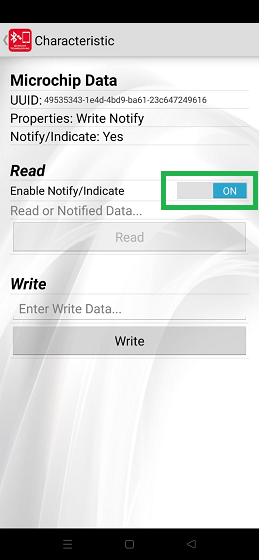 Characteristic
Microchip Data
UUID: 49535343-1e4d-4bd9-ba61-23c647249616
Properties: Write Notify
Notify/Indicate: Yes
Read
Enable Notify/Indicate ON
Read or Notified Data...
Read
Write
Enter Write Data...
Write